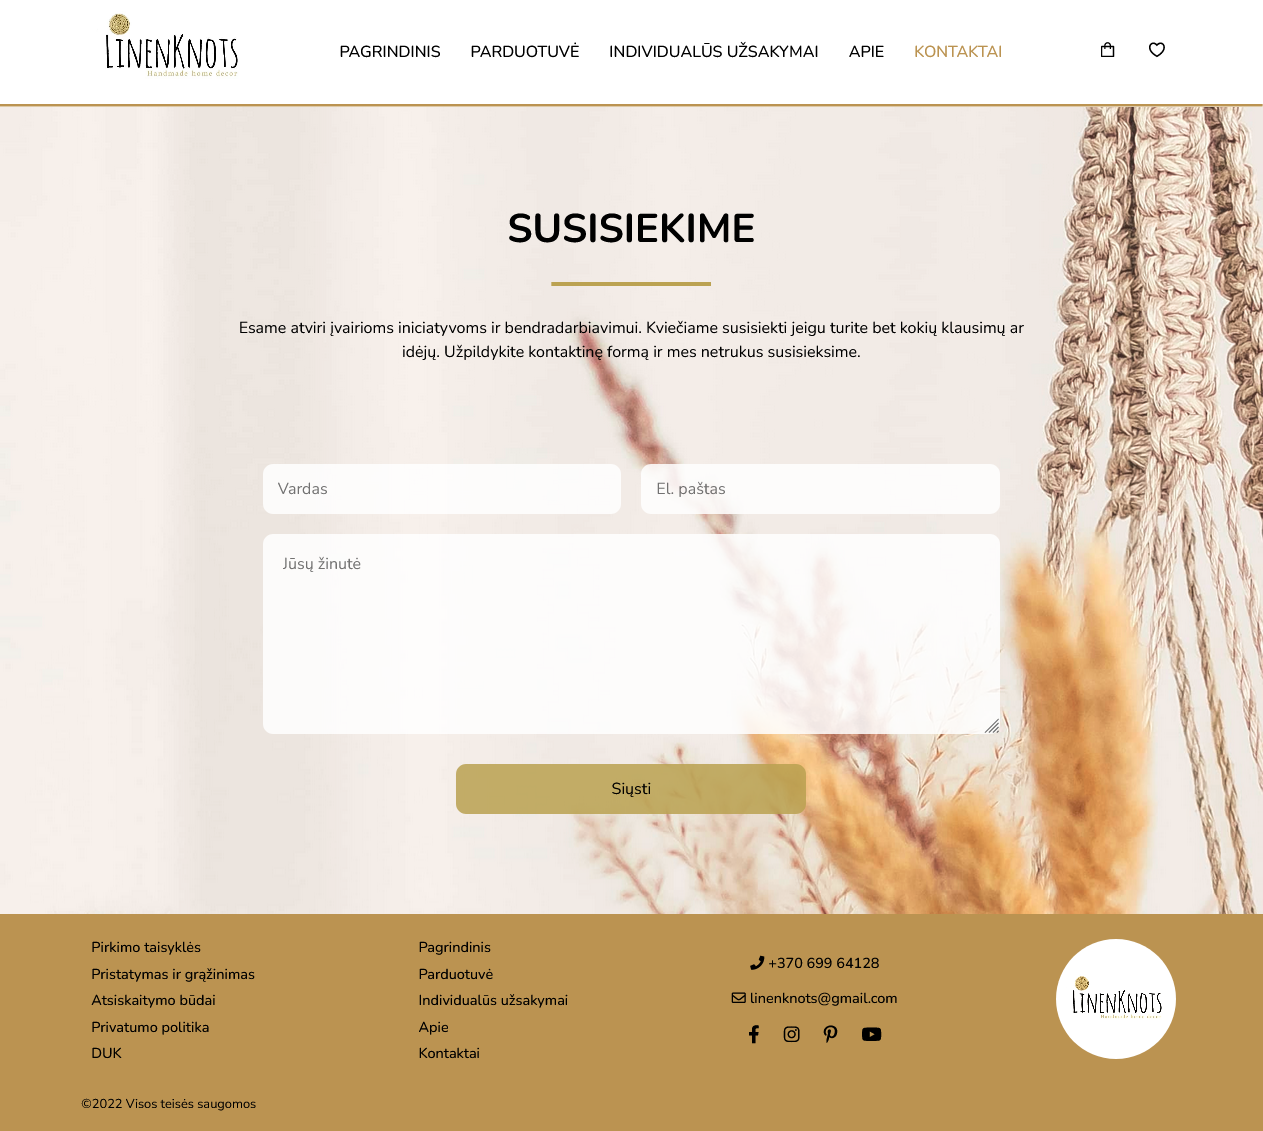 LINENKNOTS
Handmade home decor
PAGRINDINIS PARDUOTUVĖ INDIVIDUALŪS UŽSAKYMAI APIE KONTAKTAI
SUSISIEKIME
Esame atviri įvairioms iniciatyvoms ir bendradarbiavimui. Kviečiame susisiekti jeigu turite bet kokių klausimų ar
idėjų. Užpildykite kontaktinę formą ir mes netrukus susisieksime.
Vardas
El. paštas
Jūsų žinutė
Siųsti
Pirkimo taisyklės
Pristatymas ir grąžinimas
Atsiskaitymo būdai
Privatumo politika
DUK
Pagrindinis
Parduotuvė
Individualūs užsakymai
Apie
Kontaktai
+370 699 64128
linenknots@gmail.com
LINENKNOTS
©2022 Visos teisės saugomos